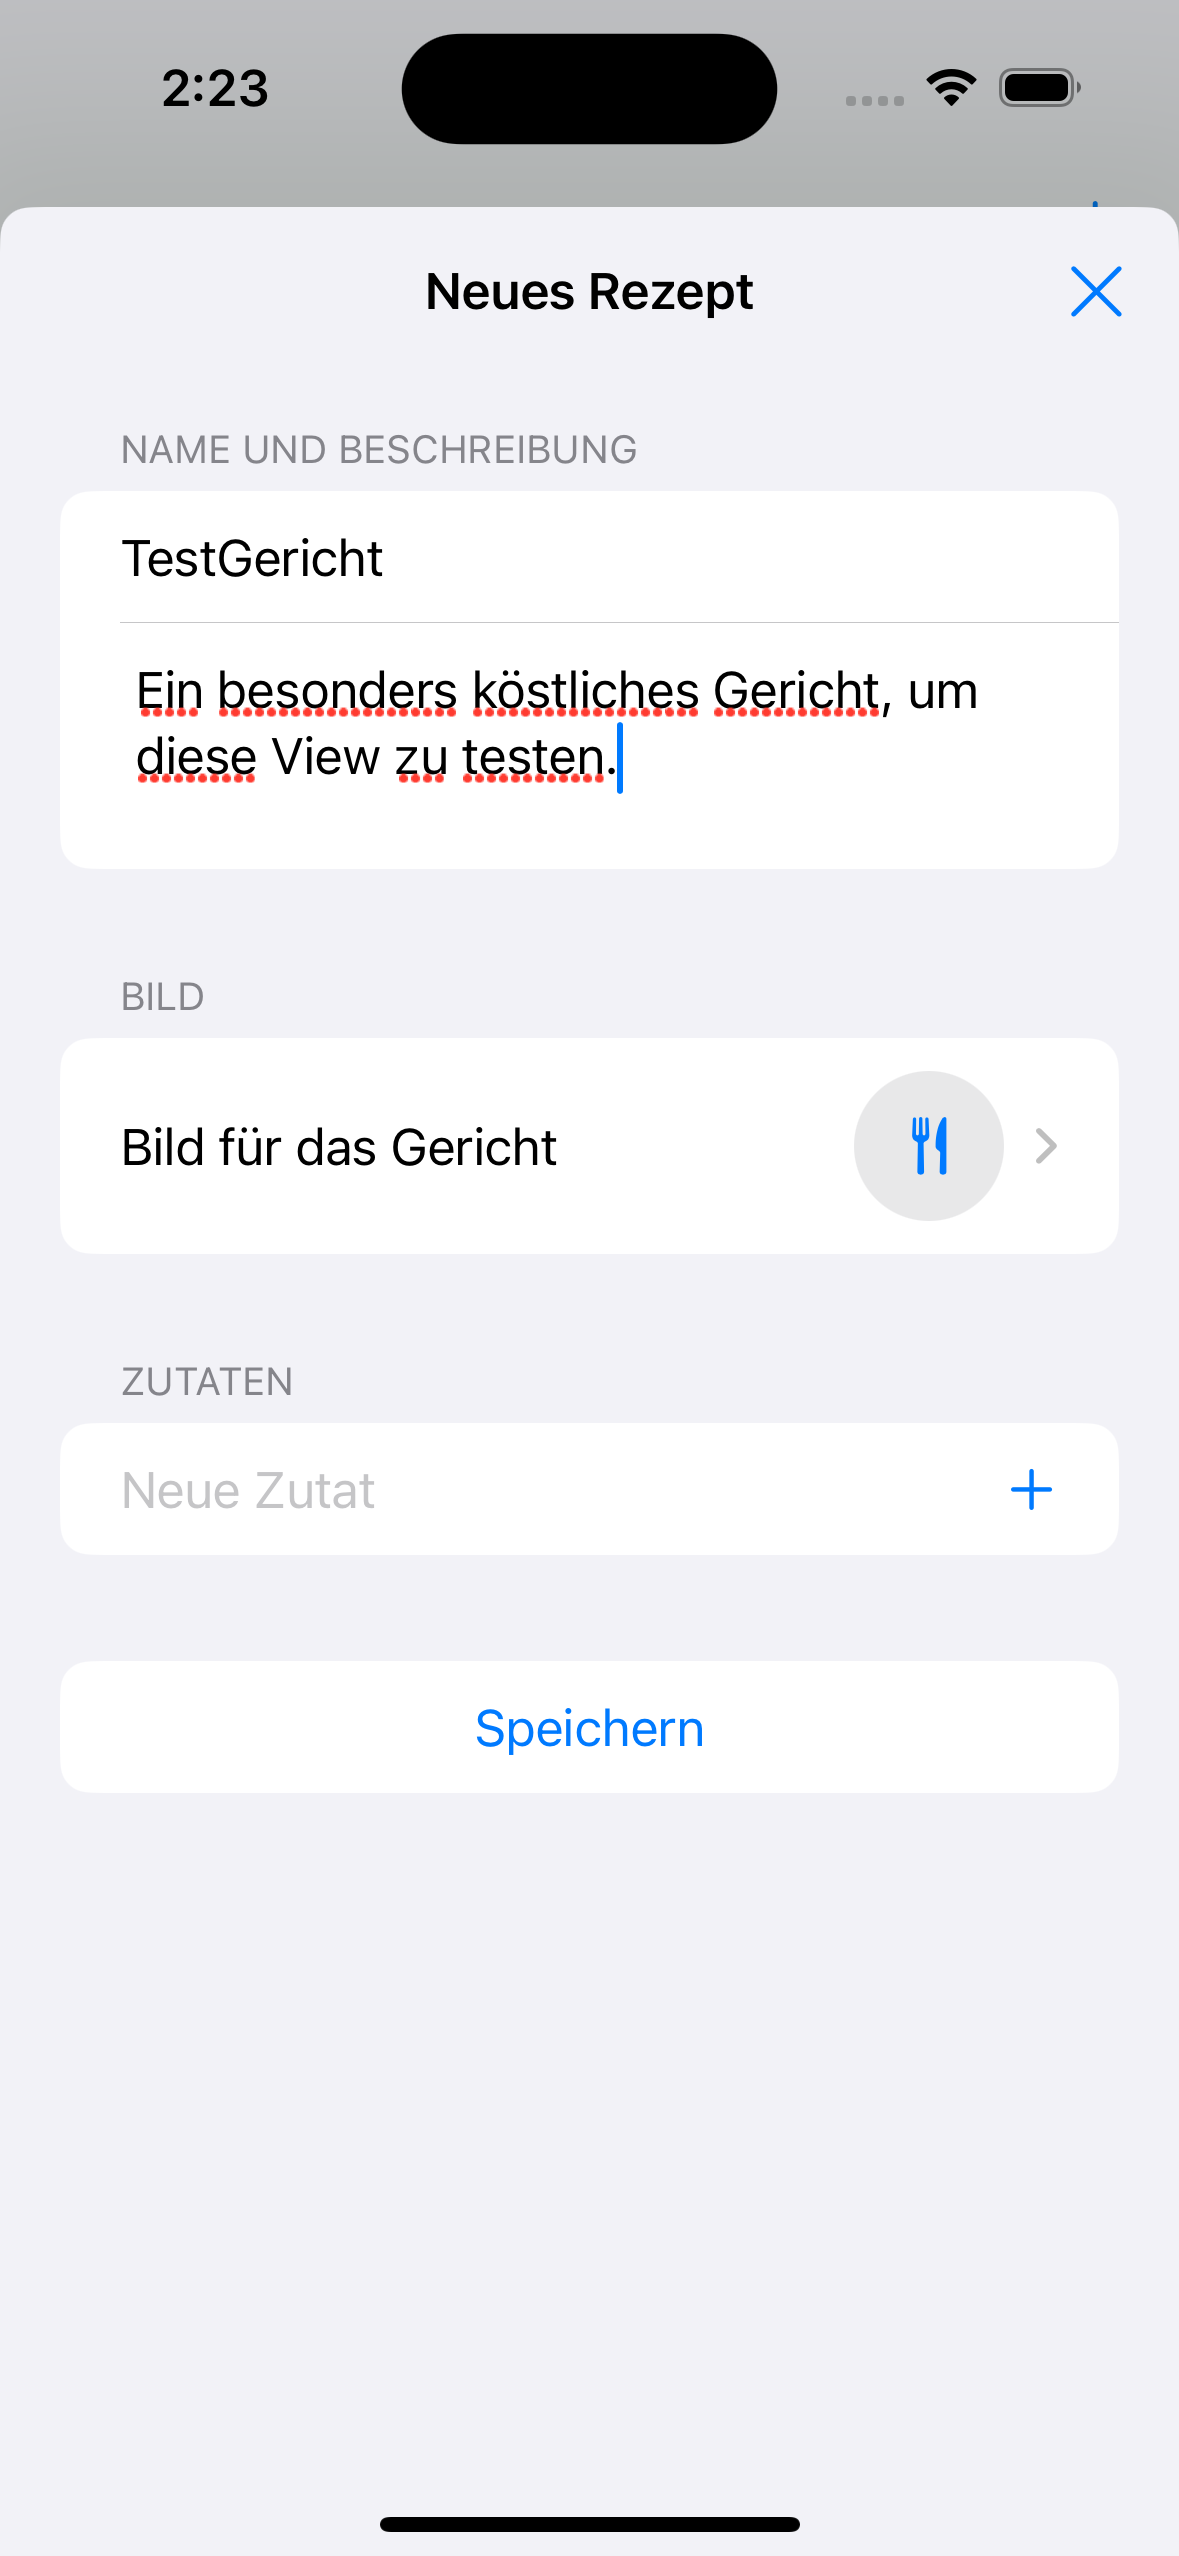 2:23
Neues Rezept
NAME UND BESCHREIBUNG
TestGericht
Ein besonders köstliches Gericht, um
diese View zu testen.
BILD
Bild für das Gericht
ZUTATEN
Neue Zutat
Speichern